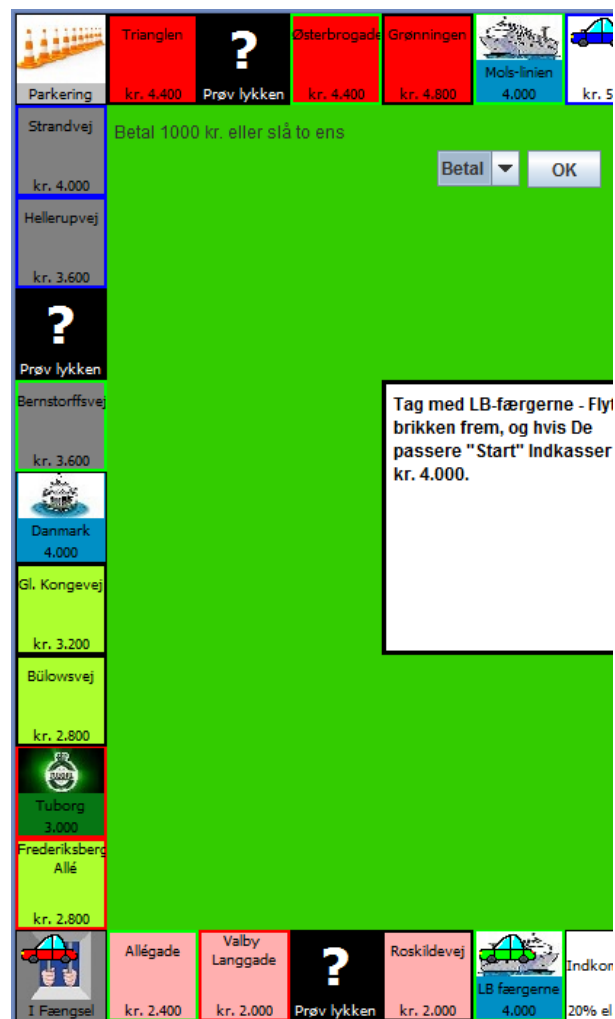 Trianglen
kr. 4.400
?
Prøv lykken
Østerbrogade
kr. 4.400
Grønningen
kr. 4.800
Mols-linien
4.000
kr. 5
Parkering
Strandvej
kr. 4.000
Betal 1000 kr. eller slå to ens
Betal
OK
Hellerupvej
kr. 3.600
?
Prøv lykken
Bernstorffsvej
kr. 3.600
Tag med LB-færgerne - Flyt
brikken frem, og hvis De
passere "Start" Indkasser
kr. 4.000.
Danmark
4.000
Gl. Kongevej
kr. 3.200
Bülowsvej
kr. 2.800
Tuborg
3.000
Frederiksberg
Allé
kr. 2.800
I Fængsel
Allégade
kr. 2.400
Valby
Langgade
kr. 2.000
?
Prøv lykken
Roskildevej
kr. 2.000
LB færgerne
4.000
Indkom
20% el